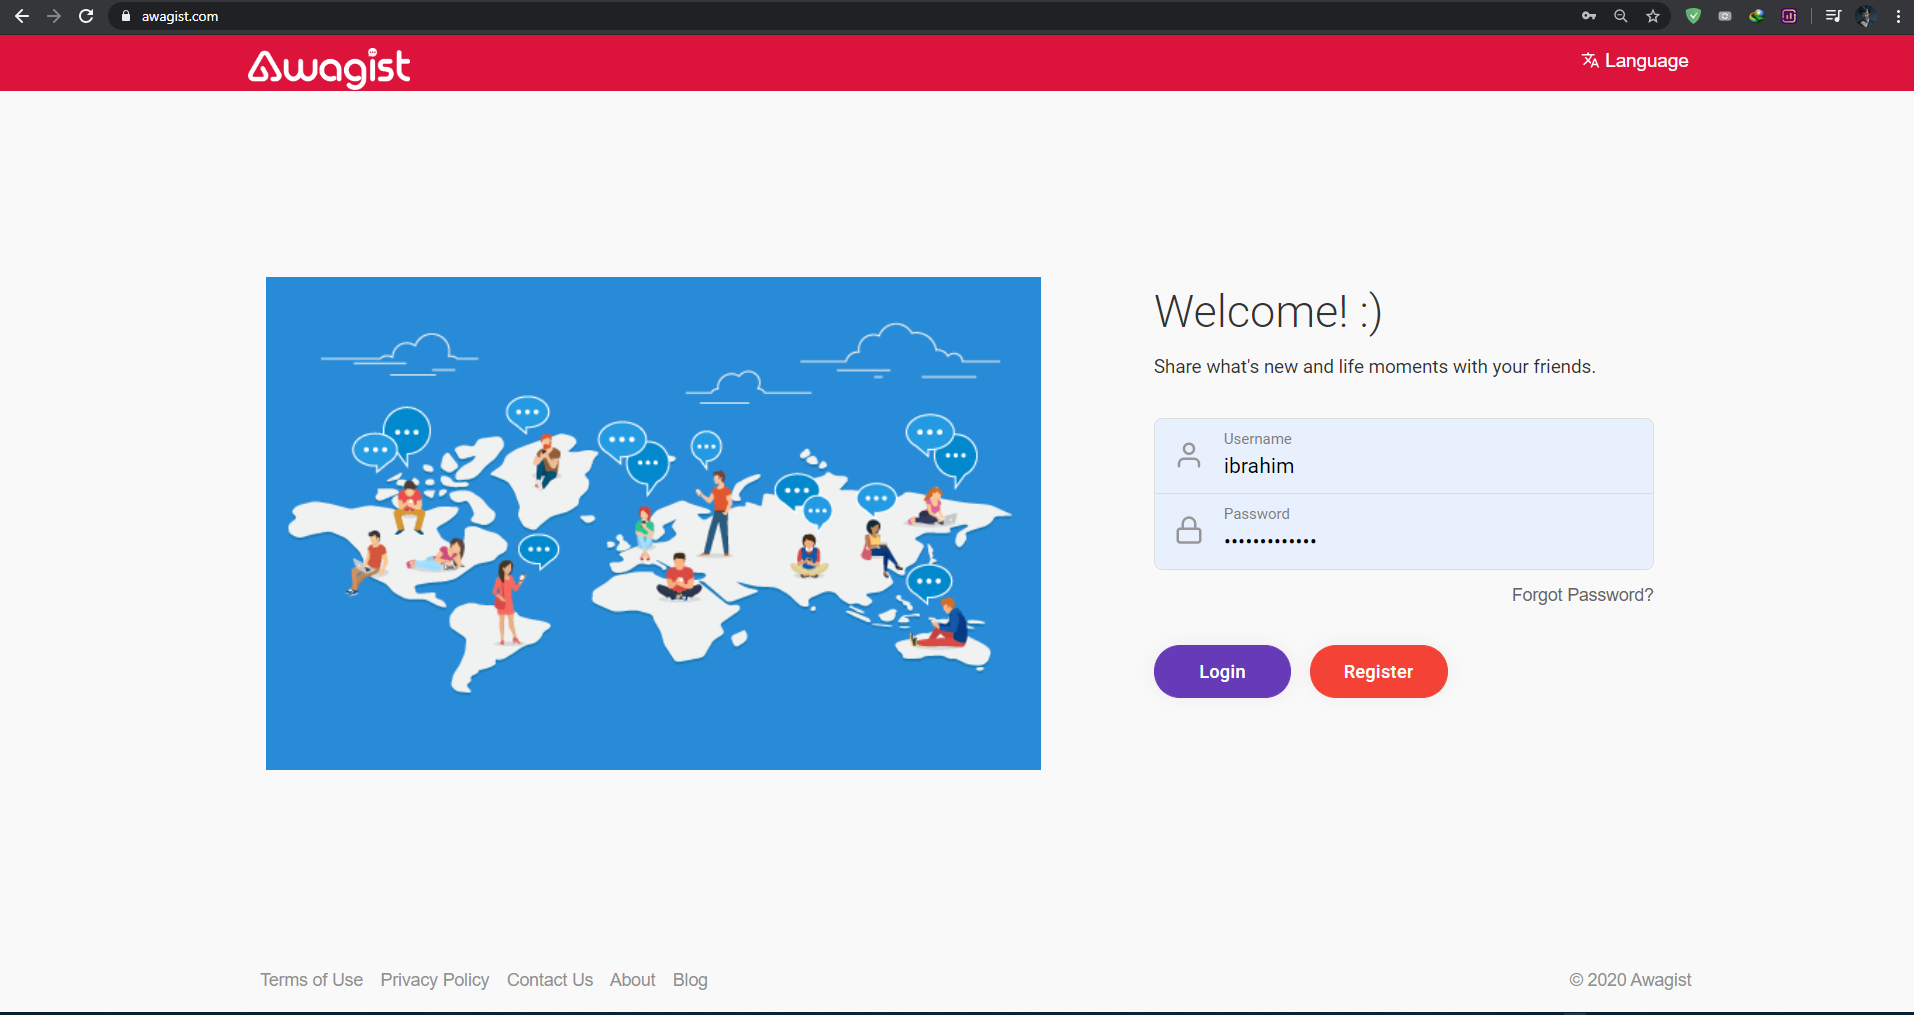 awagist.com
Awagist
Language
Welcome! :)
Share what's new and life moments with your friends.
Username
ibrahim
Password
•••••••••••••
Forgot Password?
Login Register
Terms of Use Privacy Policy Contact Us About Blog
© 2020 Awagist